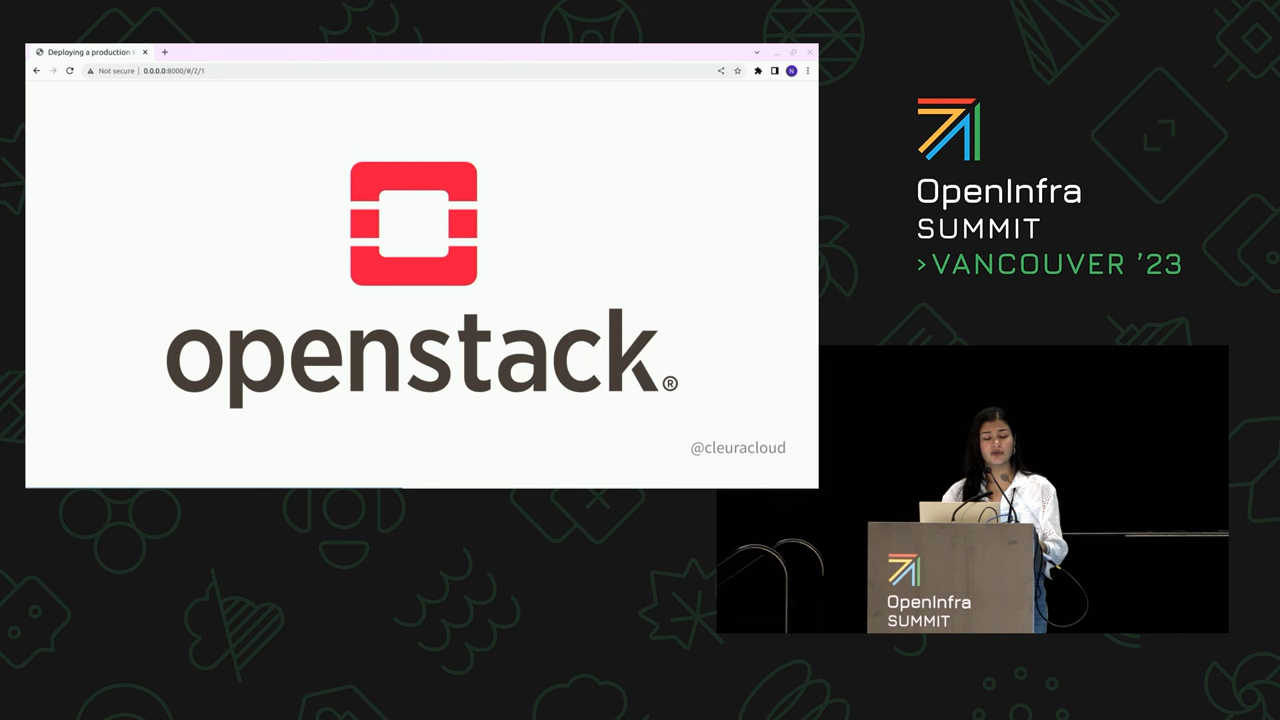 Deploying a production
Not secure
0.0.0.0:8000/#/2/1
N
openstack®
@cleuracloud
OpenInfra
SUMMIT
>VANCOUVER ’23
OpenInfra
SUMMIT